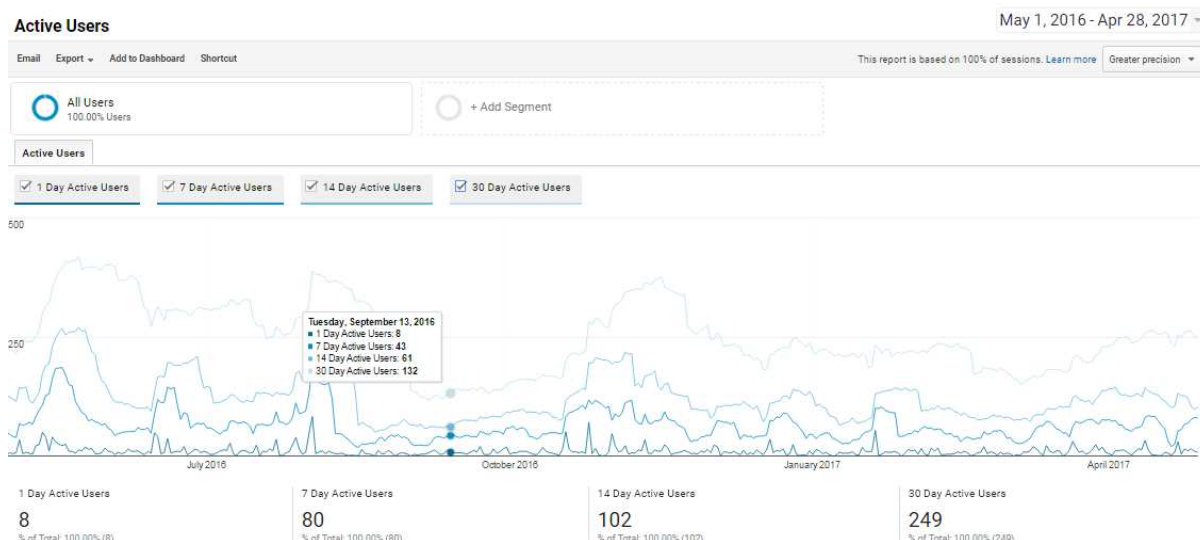 Active Users
May 1, 2016 - Apr 28, 2017
Email Export Add to Dashboard Shortcut
This report is based on 100% of sessions. Learn more Greater precision
All Users
100.00% Users
+ Add Segment
Active Users
1 Day Active Users 7 Day Active Users 14 Day Active Users 30 Day Active Users
500
250
Tuesday, September 13, 2016
1 Day Active Users: 8
7 Day Active Users: 43
14 Day Active Users: 61
30 Day Active Users: 132
July 2016 October 2016 January 2017 April 2017
1 Day Active Users 7 Day Active Users 14 Day Active Users 30 Day Active Users
8 80 102 249
% of Total: 100.00% (8) % of Total: 100.00% (80) % of Total: 100.00% (102) % of Total: 100.00% (249)